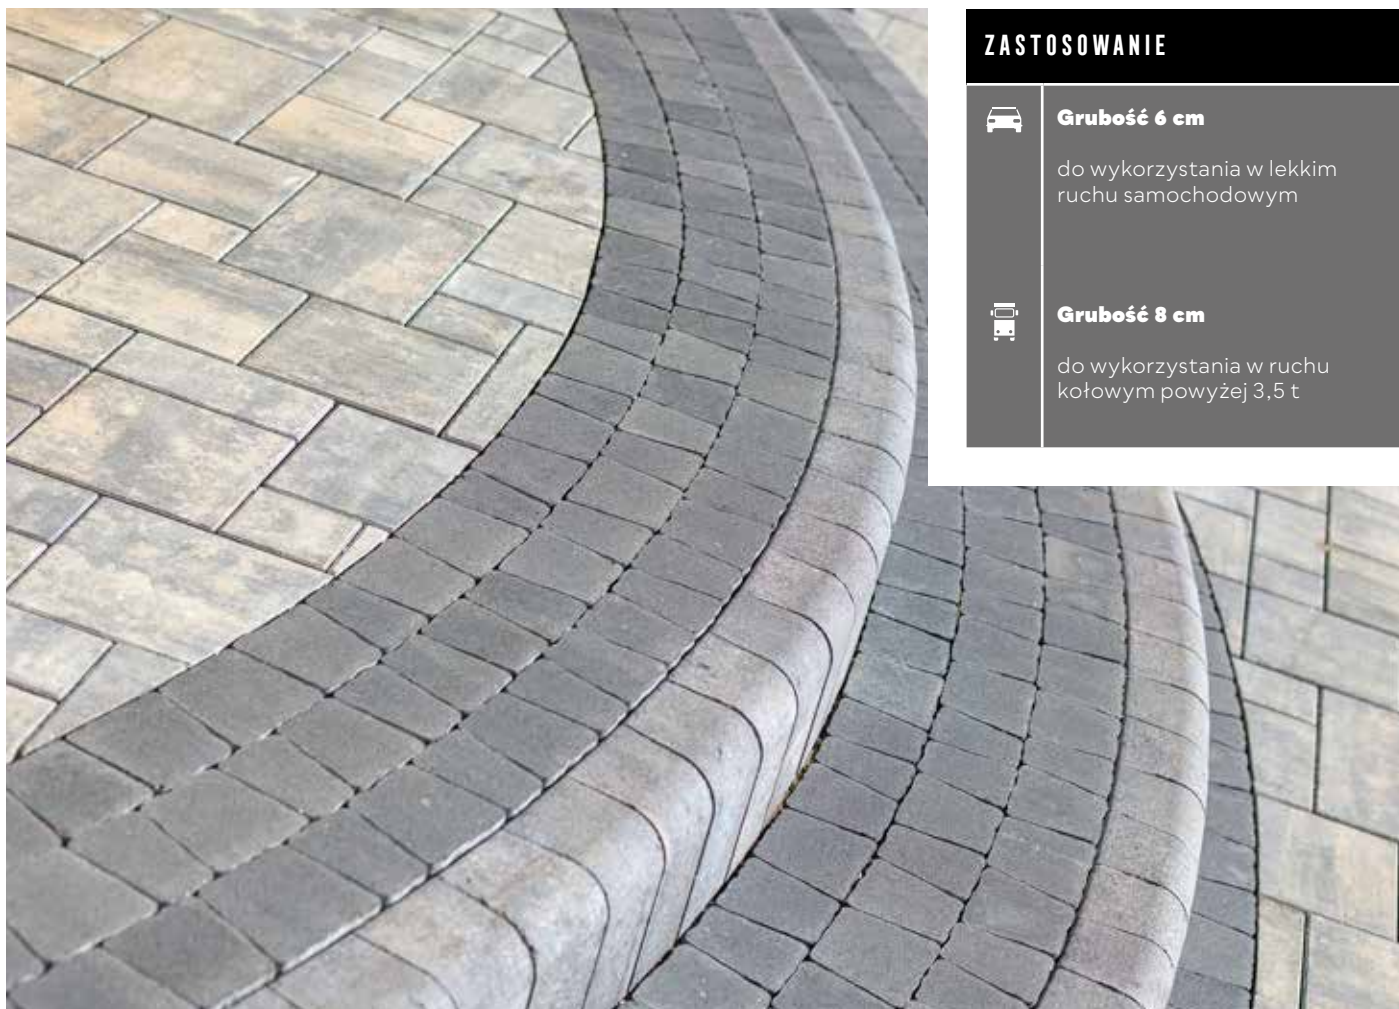 ZASTOSOWANIE
Grubość 6 cm
do wykorzystania w lekkim
ruchu samochodowym
Grubość 8 cm
do wykorzystania w ruchu
kołowym powyżej 3,5 t